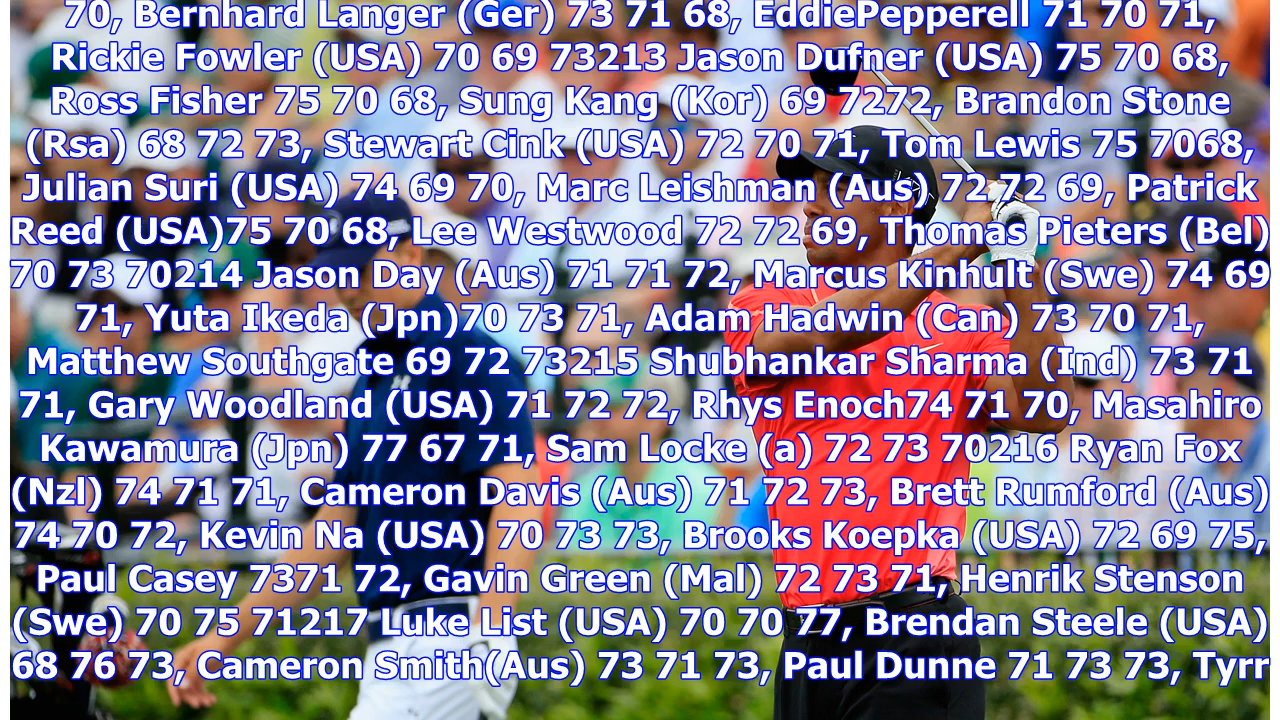 70, Bernhard Langer (Ger) 73 71 68, EddiePepperell 71 70 71,
Rickie Fowler (USA) 70 69 73213 Jason Dufner (USA) 75 70 68,
Ross Fisher 75 70 68, Sung Kang (Kor) 69 7272, Brandon Stone
(Rsa) 68 72 73, Stewart Cink (USA) 72 70 71, Tom Lewis 75 7068,
Julian Suri (USA) 74 69 70, Marc Leishman (Aus) 72 72 69, Patrick
Reed (USA)75 70 68, Lee Westwood 72 72 69, Thomas Pieters (Bel)
70 73 70214 Jason Day (Aus) 71 71 72, Marcus Kinhult (Swe) 74 69
71, Yuta Ikeda (Jpn)70 73 71, Adam Hadwin (Can) 73 70 71,
Matthew Southgate 69 72 73215 Shubhankar Sharma (Ind) 73 71
71, Gary Woodland (USA) 71 72 72, Rhys Enoch74 71 70, Masahiro
Kawamura (Jpn) 77 67 71, Sam Locke (a) 72 73 70216 Ryan Fox
(Nzl) 74 71 71, Cameron Davis (Aus) 71 72 73, Brett Rumford (Aus)
74 70 72, Kevin Na (USA) 70 73 73, Brooks Koepka (USA) 72 69 75,
Paul Casey 7371 72, Gavin Green (Mal) 72 73 71, Henrik Stenson
(Swe) 70 75 71217 Luke List (USA) 70 70 77, Brendan Steele (USA)
68 76 73, Cameron Smith(Aus) 73 71 73, Paul Dunne 71 73 73, Tyrr